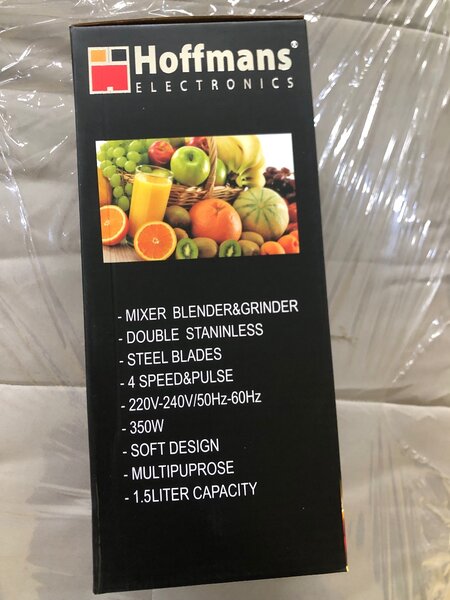 Hoffmans®
ELECTRONICS
- MIXER BLENDER&GRINDER
- DOUBLE STANINLESS
- STEEL BLADES
- 4 SPEED&PULSE
- 220V-240V/50Hz-60Hz
- 350W
- SOFT DESIGN
- MULTIPUPROSE
- 1.5LITER CAPACITY